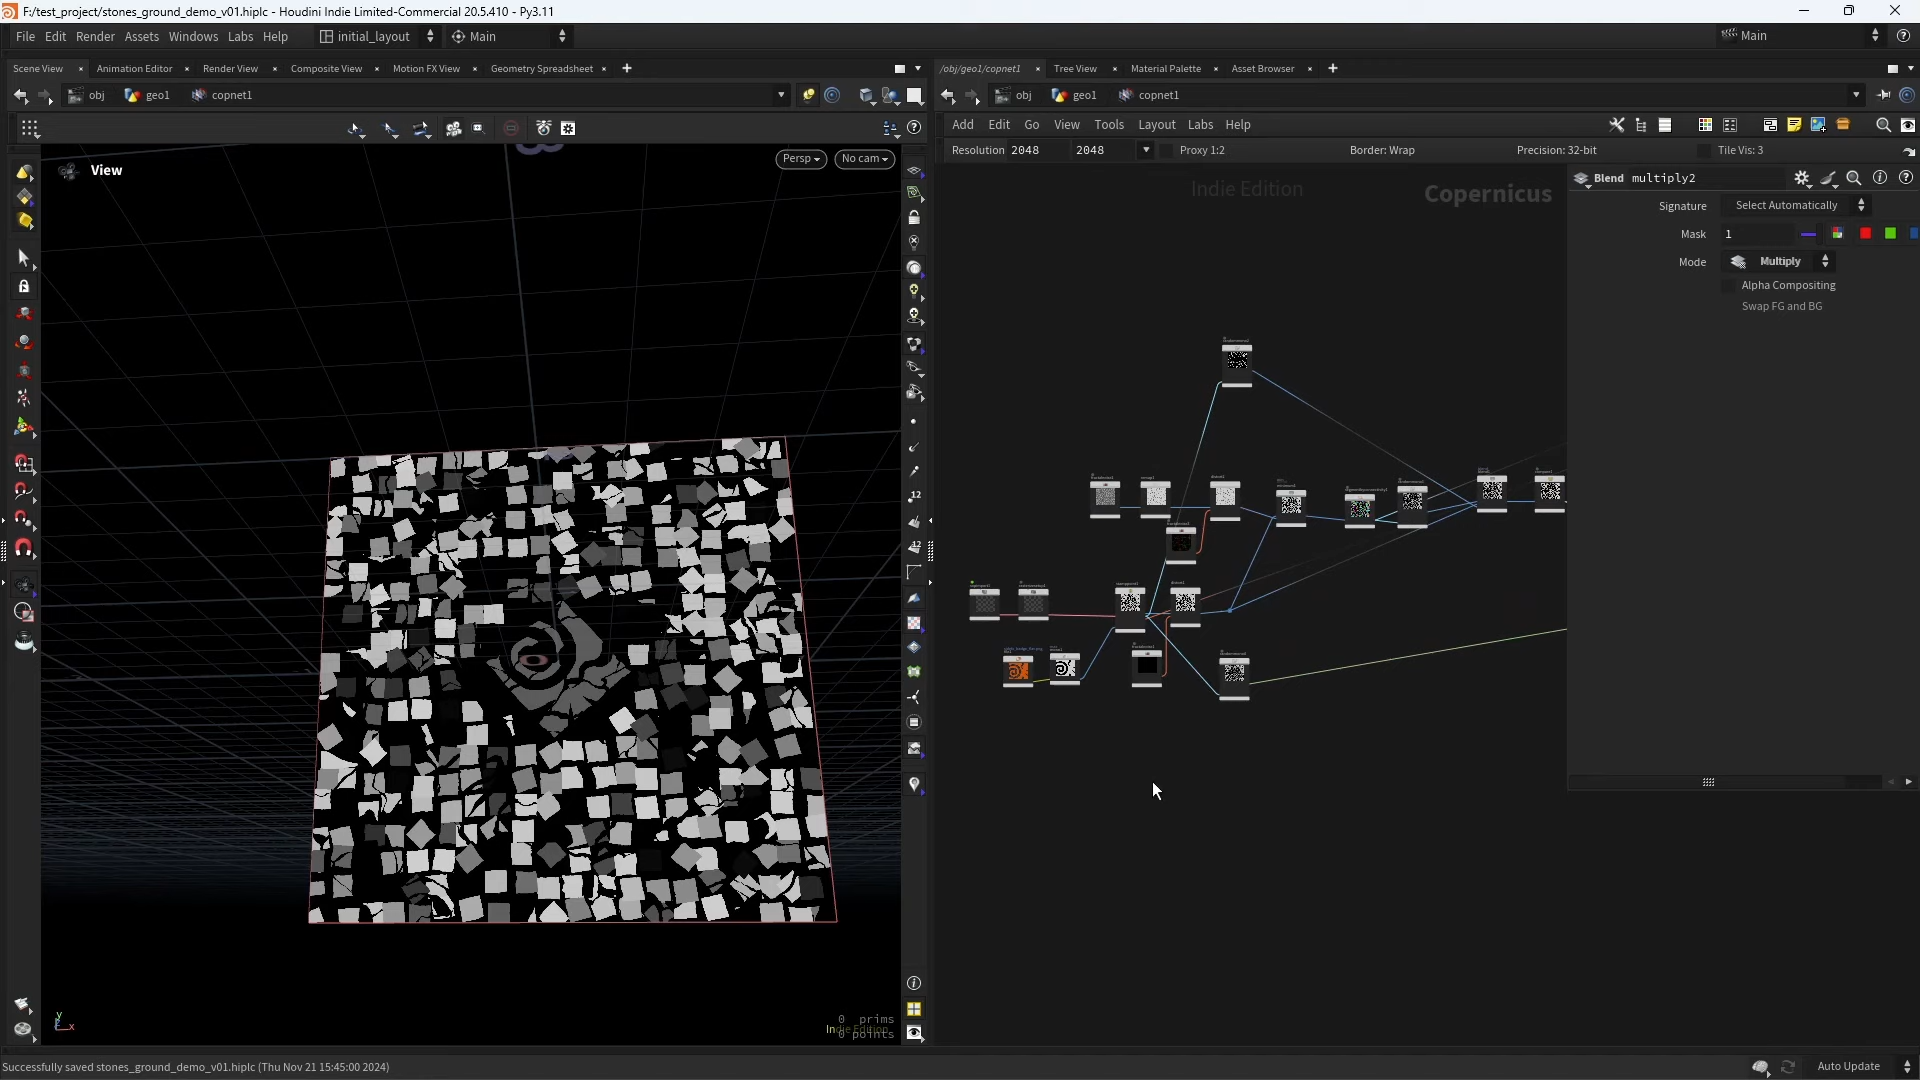 F:/test_project/stones_ground_demo_v01.hiplc - Houdini Indie Limited-Commercial 20.5.410 - Py3.11
File Edit Render Assets Windows Labs Help initial_layout Main Main
Scene View Animation Editor Render View Composite View Motion FX View Geometry Spreadsheet
/obj/geo1/copnet1 Tree View Material Palette Asset Browser
obj geo1 copnet1
obj geo1 copnet1
Add Edit Go View Tools Layout Labs Help
Resolution 2048 2048 Proxy 1:2 Border: Wrap Precision: 32-bit Tile Vis: 3
View
Persp
No cam
Indie Edition
Copernicus
Blend multiply2
Signature Select Automatically
Mask 1
Mode Multiply
Alpha Compositing
Swap FG and BG
12
12
y
x
0 prims
Indie Edition
0 points
Successfully saved stones_ground_demo_v01.hiplc (Thu Nov 21 15:45:00 2024)
Auto Update